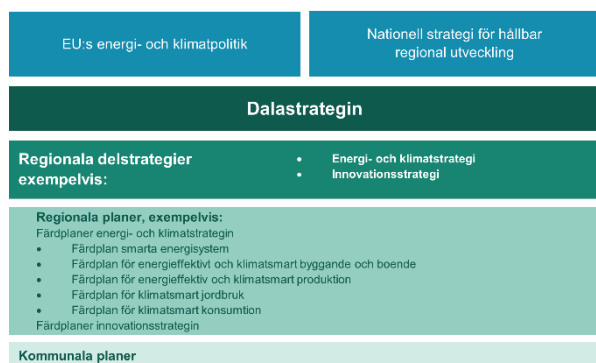 EU:s energi- och klimatpolitik
Nationell strategi för hållbar
regional utveckling
Dalastrategin
Regionala delstrategier
exempelvis:
• Energi- och klimatstrategi
• Innovationsstrategi
Regionala planer, exempelvis:
Färdplaner energi- och klimatstrategin
• Färdplan smarta energisystem
• Färdplan för energieffektivt och klimatsmart byggande och boende
• Färdplan för energieffektiv och klimatsmart produktion
• Färdplan för klimatsmart jordbruk
• Färdplan för klimatsmart konsumtion
Färdplaner innovationsstrategin
Kommunala planer